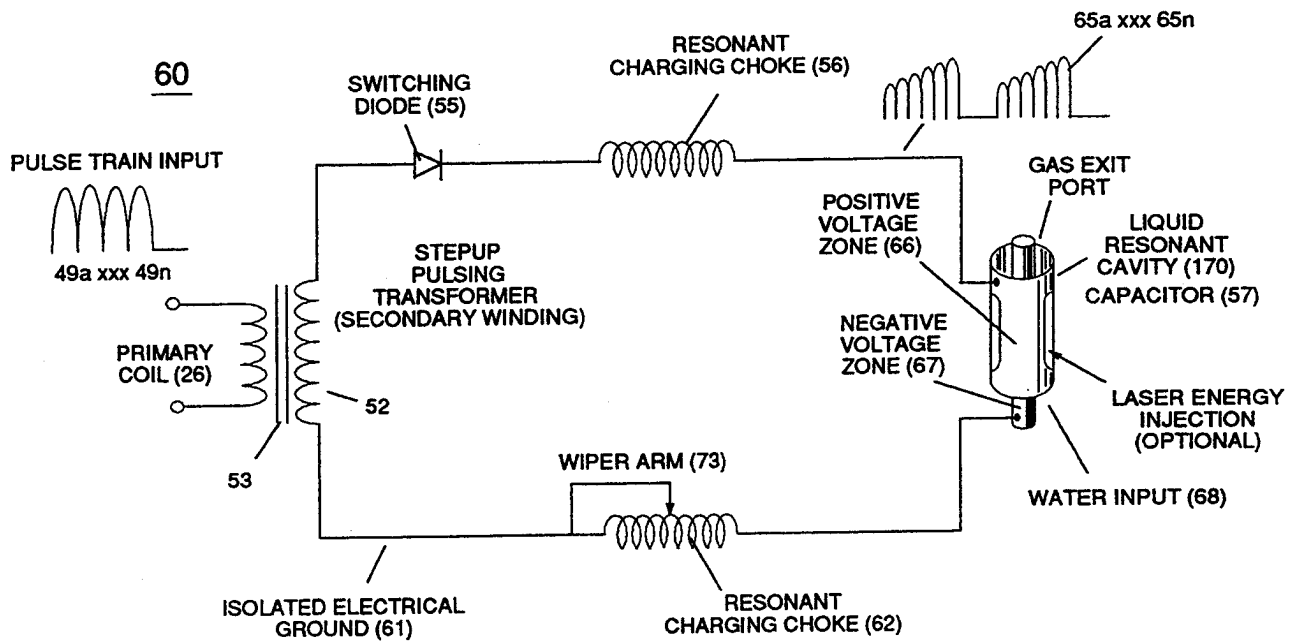 60
PULSE TRAIN INPUT
49a xxx 49n
PRIMARY
COIL (26)
53
52
STEPUP
PULSING
TRANSFORMER
(SECONDARY WINDING)
SWITCHING
DIODE (55)
RESONANT
CHARGING CHOKE (56)
65a xxx 65n
GAS EXIT
PORT
POSITIVE
VOLTAGE
ZONE (66)
LIQUID
RESONANT
CAVITY (170)
CAPACITOR (57)
NEGATIVE
VOLTAGE
ZONE (67)
LASER ENERGY
INJECTION
(OPTIONAL)
WATER INPUT (68)
WIPER ARM (73)
ISOLATED ELECTRICAL
GROUND (61)
RESONANT
CHARGING CHOKE (62)